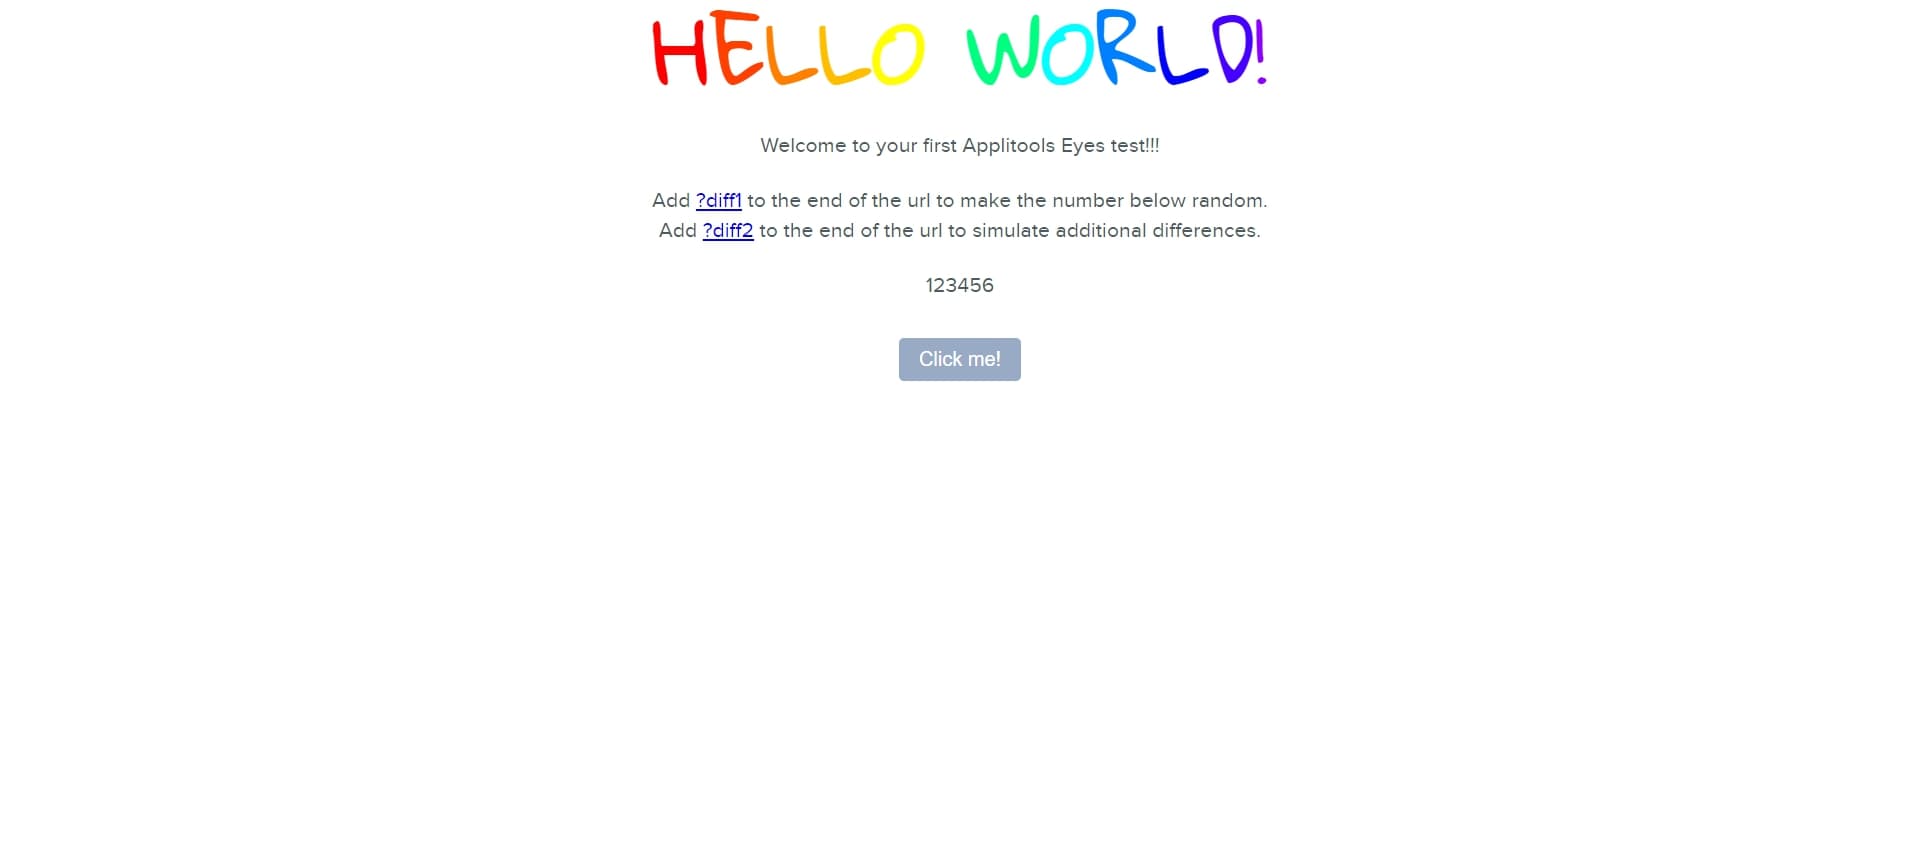 HELLO WORLD!
Welcome to your first Applitools Eyes test!!!
Add ?diff1 to the end of the url to make the number below random.
Add ?diff2 to the end of the url to simulate additional differences.
123456
Click me!